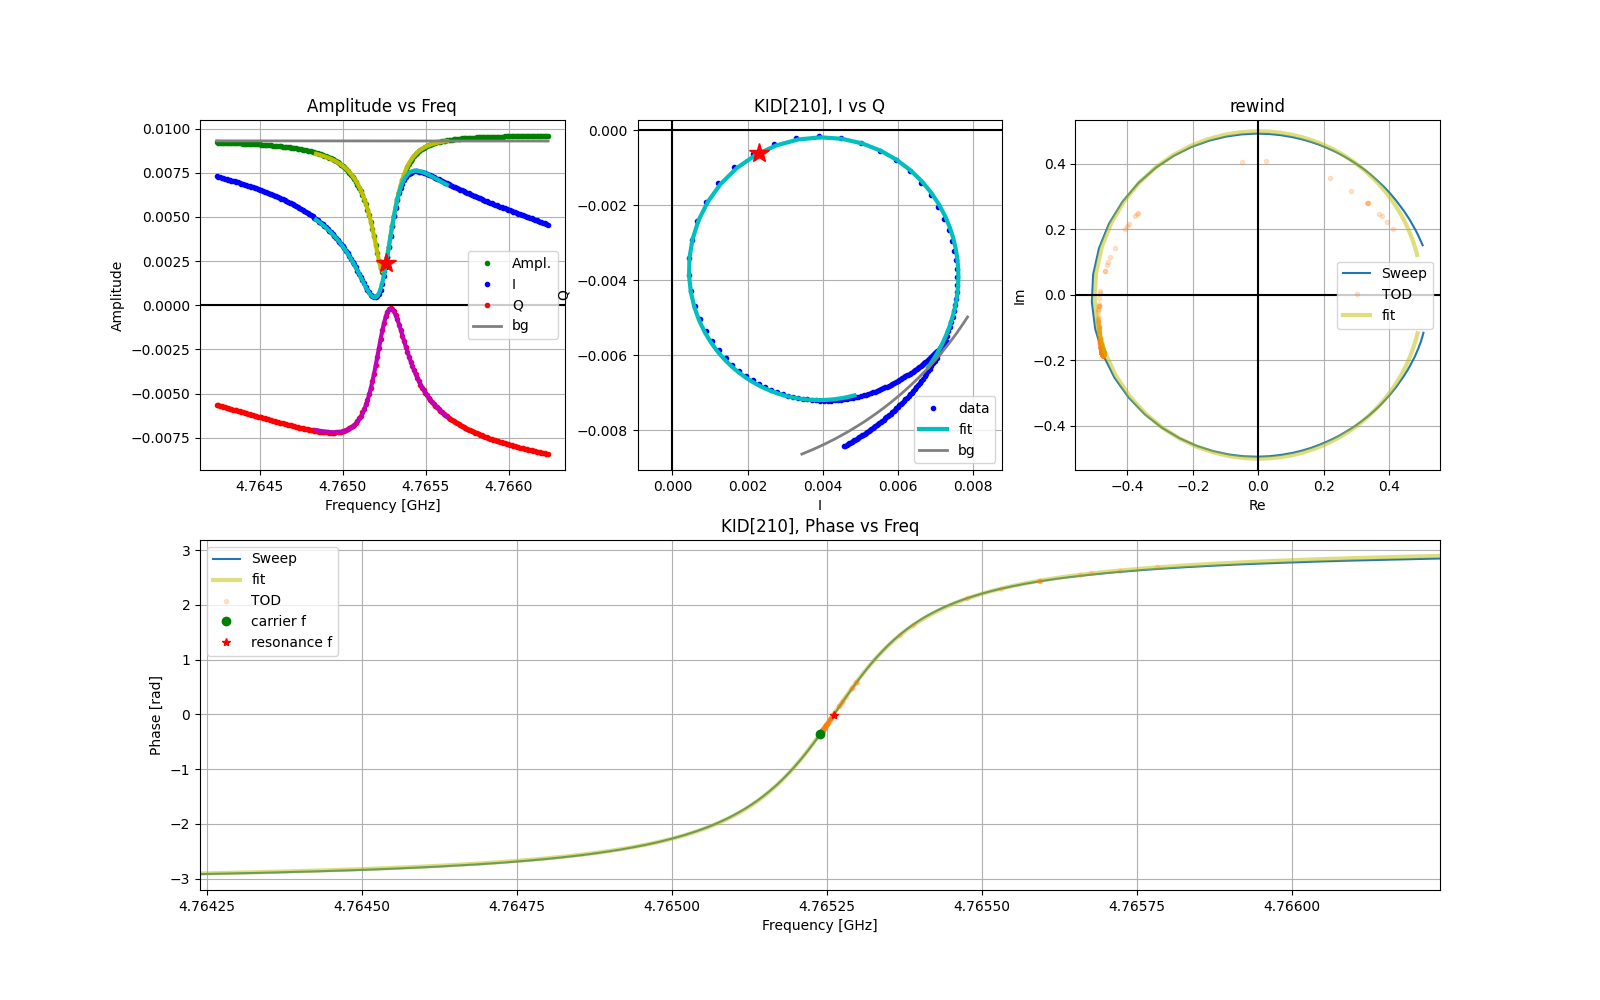 Amplitude vs Freq
0.0100
0.0075
0.0050
0.0025
0.0000
−0.0025
−0.0050
−0.0075
Amplitude
4.7645
4.7650
4.7655
4.7660
Frequency [GHz]
Ampl.
I
Q
bg
KID[210], I vs Q
0.000
−0.002
−0.004
−0.006
−0.008
Q
0.000
0.002
0.004
0.006
0.008
I
data
fit
bg
rewind
0.4
0.2
0.0
−0.2
−0.4
Im
−0.4
−0.2
0.0
0.2
0.4
Re
Sweep
TOD
fit
KID[210], Phase vs Freq
3
2
1
0
−1
−2
−3
Phase [rad]
Sweep
fit
TOD
carrier f
resonance f
4.76425
4.76450
4.76475
4.76500
4.76525
4.76550
4.76575
4.76600
Frequency [GHz]